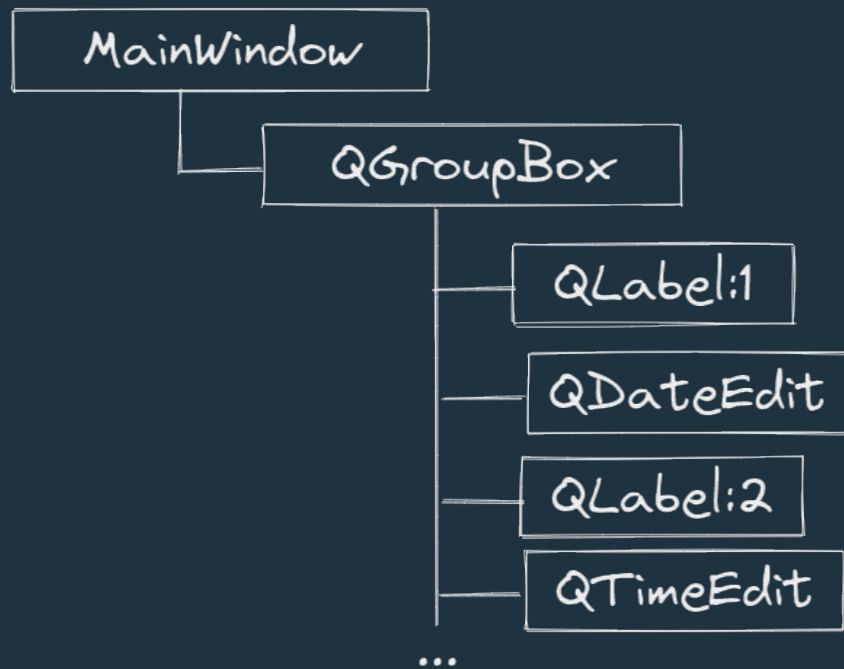 MainWindow
QGroupBox
QLabel:1
QDateEdit
QLabel:2
QTimeEdit
...